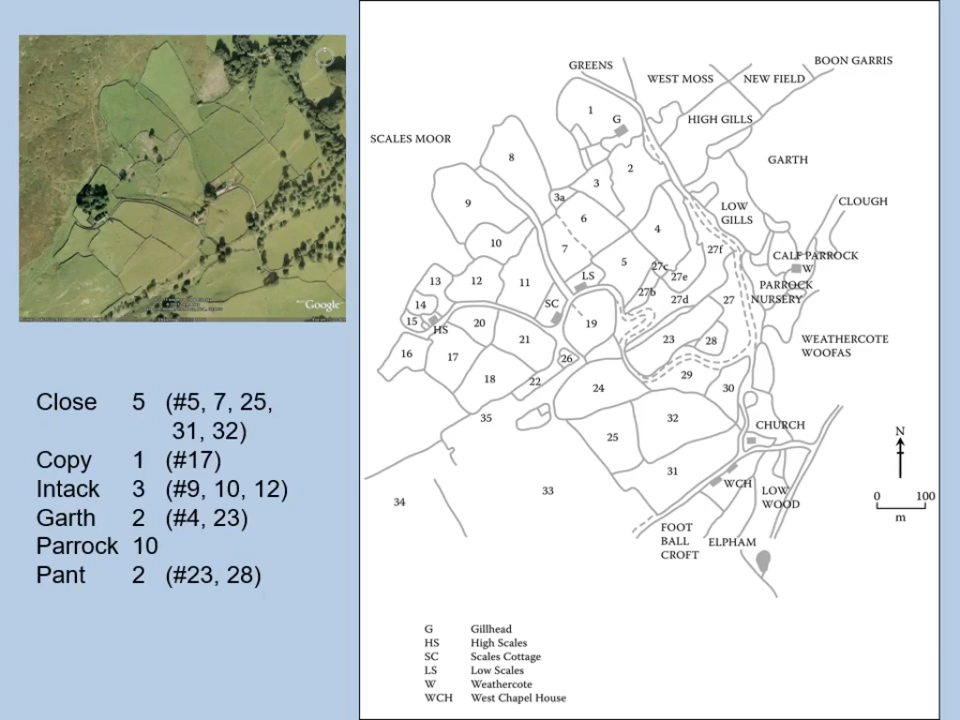 Google
Close 5 (#5, 7, 25,
31, 32)
Copy 1 (#17)
Intack 3 (#9, 10, 12)
Garth 2 (#4, 23)
Parrock 10
Pant 2 (#23, 28)
GREENS
BOON GARRIS
WEST MOSS
NEW FIELD
1
G
HIGH GILLS
SCALES MOOR
8
GARTH
2
3
3a
9
6
LOW
GILLS
CLOUGH
4
10
7
27f
CALF PARROCK
5
27c
W
27e
13
12
11
LS
PARROCK
NURSERY
27b
27d
27
14
SC
15
HS
20
19
21
23
28
WEATHERCOTE
WOOFAS
16
17
26
18
22
29
24
30
35
32
CHURCH
N
25
31
WCH
33
34
LOW
WOOD
0 100
m
FOOT
BALL
CROFT
ELPHAM
G Gillhead
HS High Scales
SC Scales Cottage
LS Low Scales
W Weathercote
WCH West Chapel House